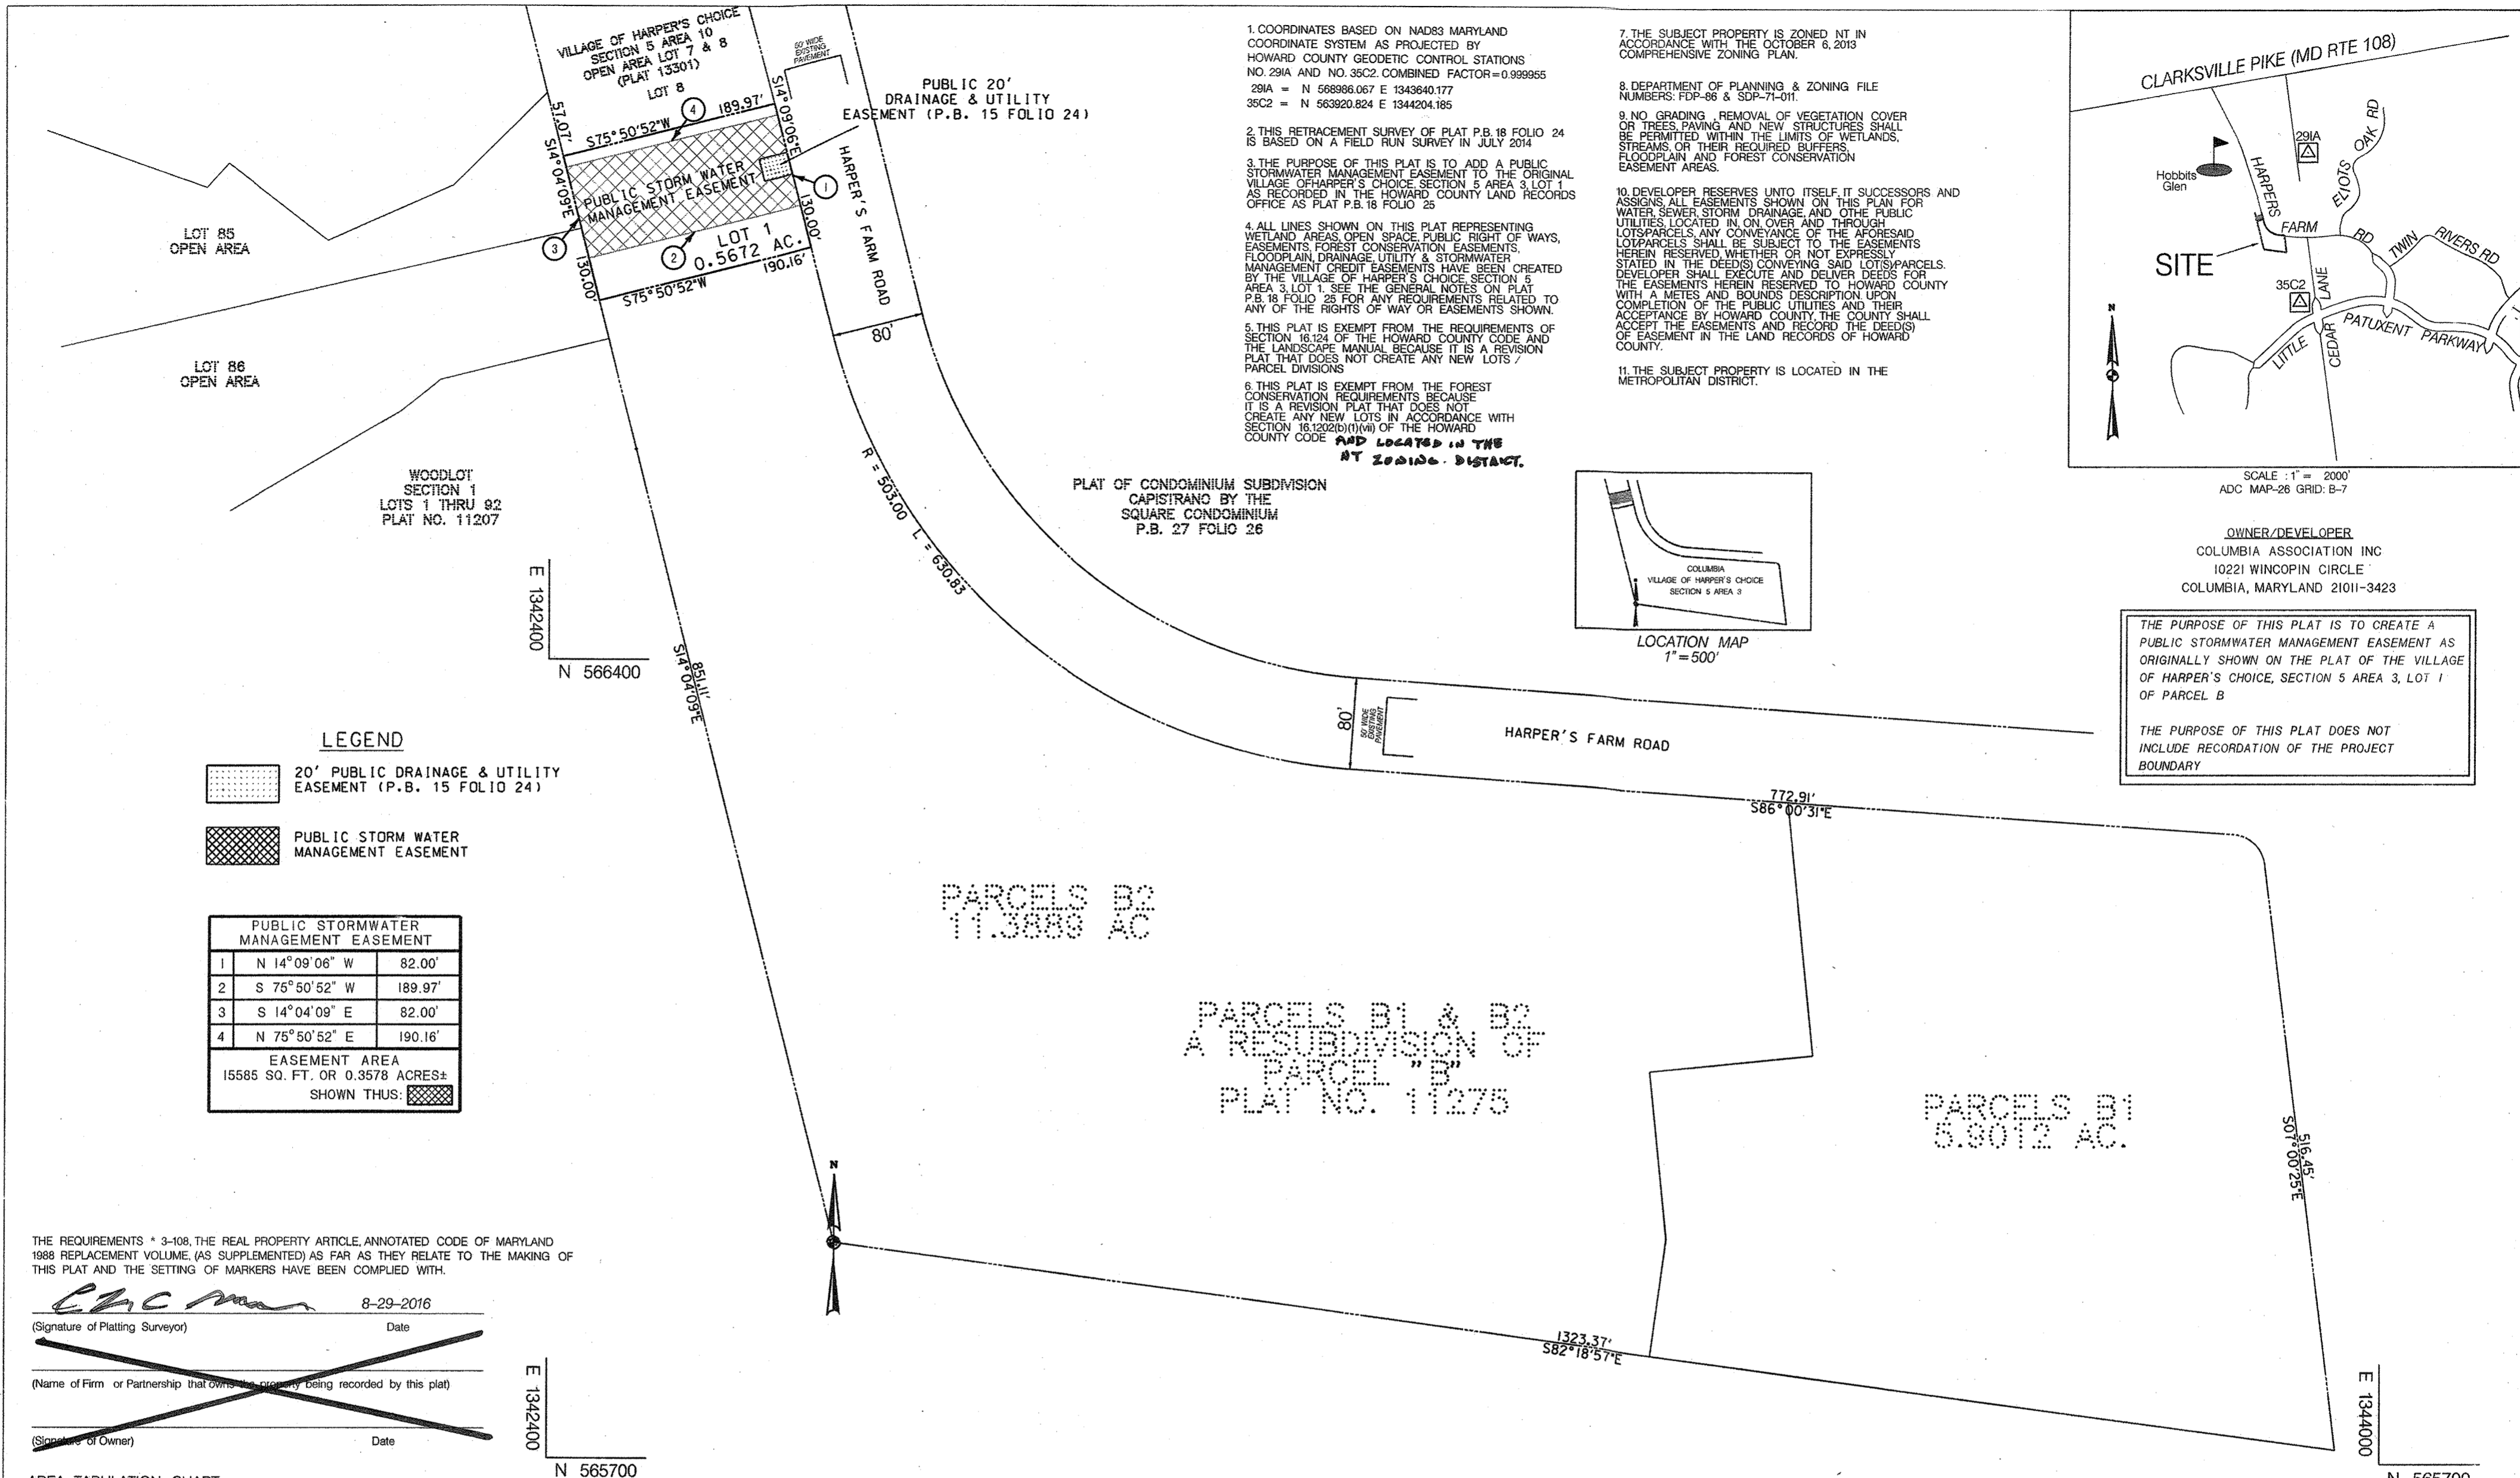 VILLAGE OF HARPER'S CHOICE
SECTION 5 AREA 10
OPEN AREA LOT 7 & 8
(PLAT 13301)
LOT 8
50' WIDE
EXISTING
PAVEMENT
PUBLIC 20'
DRAINAGE & UTILITY
EASEMENT (P.B. 15 FOLIO 24)
57.07'
S14°04'09"E
130.00'
4
189.97'
S75°50'52"W
S14°09'06"E
130.00'
PUBLIC STORM WATER
MANAGEMENT EASEMENT
1
3
2
LOT 1
0.5672 AC.
190.16'
S75°50'52"W
HARPER'S FARM ROAD
80'
LOT 85
OPEN AREA
LOT 86
OPEN AREA
WOODLOT
SECTION 1
LOTS 1 THRU 92
PLAT NO. 11207
R = 503.00 L = 630.83
PLAT OF CONDOMINIUM SUBDIVISION
CAPISTRANO BY THE
SQUARE CONDOMINIUM
P.B. 27 FOLIO 26
E 1342400
N 566400
851.11'
S14°04'09"E
1. COORDINATES BASED ON NAD83 MARYLAND
COORDINATE SYSTEM AS PROJECTED BY
HOWARD COUNTY GEODETIC CONTROL STATIONS
NO. 29IA AND NO. 35C2. COMBINED FACTOR=0.999955
29IA = N 568986.067 E 1343640.177
35C2 = N 563920.824 E 1344204.185
2. THIS RETRACEMENT SURVEY OF PLAT P.B. 18 FOLIO 24
IS BASED ON A FIELD RUN SURVEY IN JULY 2014
3. THE PURPOSE OF THIS PLAT IS TO ADD A PUBLIC
STORMWATER MANAGEMENT EASEMENT TO THE ORIGINAL
VILLAGE OFHARPER'S CHOICE, SECTION 5 AREA 3, LOT 1
AS RECORDED IN THE HOWARD COUNTY LAND RECORDS
OFFICE AS PLAT P.B. 18 FOLIO 25
4. ALL LINES SHOWN ON THIS PLAT REPRESENTING
WETLAND AREAS, OPEN SPACE, PUBLIC RIGHT OF WAYS,
EASEMENTS, FOREST CONSERVATION EASEMENTS,
FLOODPLAIN, DRAINAGE, UTILITY & STORMWATER
MANAGEMENT CREDIT EASEMENTS HAVE BEEN CREATED
BY THE VILLAGE OF HARPER'S CHOICE, SECTION 5
AREA 3, LOT 1. SEE THE GENERAL NOTES ON PLAT
P.B. 18 FOLIO 25 FOR ANY REQUIREMENTS RELATED TO
ANY OF THE RIGHTS OF WAY OR EASEMENTS SHOWN.
5. THIS PLAT IS EXEMPT FROM THE REQUIREMENTS OF
SECTION 16.124 OF THE HOWARD COUNTY CODE AND
THE LANDSCAPE MANUAL BECAUSE IT IS A REVISION
PLAT THAT DOES NOT CREATE ANY NEW LOTS /
PARCEL DIVISIONS
6. THIS PLAT IS EXEMPT FROM THE FOREST
CONSERVATION REQUIREMENTS BECAUSE
IT IS A REVISION PLAT THAT DOES NOT
CREATE ANY NEW LOTS IN ACCORDANCE WITH
SECTION 16.1202(b)(1)(vii) OF THE HOWARD
COUNTY CODE AND LOCATED IN THE
NT ZONING DISTRICT.
7. THE SUBJECT PROPERTY IS ZONED NT IN
ACCORDANCE WITH THE OCTOBER 6, 2013
COMPREHENSIVE ZONING PLAN.
8. DEPARTMENT OF PLANNING & ZONING FILE
NUMBERS: FDP-86 & SDP-71-011.
9. NO GRADING , REMOVAL OF VEGETATION COVER
OR TREES, PAVING AND NEW STRUCTURES SHALL
BE PERMITTED WITHIN THE LIMITS OF WETLANDS,
STREAMS, OR THEIR REQUIRED BUFFERS,
FLOODPLAIN AND FOREST CONSERVATION
EASEMENT AREAS.
10. DEVELOPER RESERVES UNTO ITSELF, IT SUCCESSORS AND
ASSIGNS, ALL EASEMENTS SHOWN ON THIS PLAN FOR
WATER, SEWER, STORM DRAINAGE, AND OTHE PUBLIC
UTILITIES, LOCATED IN, ON, OVER AND THROUGH
LOTS/PARCELS, ANY CONVEYANCE OF THE AFORESAID
LOT/PARCELS SHALL BE SUBJECT TO THE EASEMENTS
HEREIN RESERVED, WHETHER OR NOT EXPRESSLY
STATED IN THE DEED(S) CONVEYING SAID LOT(S)/PARCELS.
DEVELOPER SHALL EXECUTE AND DELIVER DEEDS FOR
THE EASEMENTS HEREIN RESERVED TO HOWARD COUNTY
WITH A METES AND BOUNDS DESCRIPTION. UPON
COMPLETION OF THE PUBLIC UTILITIES AND THEIR
ACCEPTANCE BY HOWARD COUNTY, THE COUNTY SHALL
ACCEPT THE EASEMENTS AND RECORD THE DEED(S)
OF EASEMENT IN THE LAND RECORDS OF HOWARD
COUNTY.
11. THE SUBJECT PROPERTY IS LOCATED IN THE
METROPOLITAN DISTRICT.
CLARKSVILLE PIKE (MD RTE 108)
Hobbits
Glen
29IA
HARPERS
FARM
RD
ELIOTS OAK RD
TWIN RIVERS RD
SITE
35C2
CEDAR LANE
LITTLE PATUXENT PARKWAY
N
SCALE : 1" = 2000'
ADC MAP-26 GRID: B-7
OWNER/DEVELOPER
COLUMBIA ASSOCIATION INC
10221 WINCOPIN CIRCLE
COLUMBIA, MARYLAND 21011-3423
THE PURPOSE OF THIS PLAT IS TO CREATE A
PUBLIC STORMWATER MANAGEMENT EASEMENT AS
ORIGINALLY SHOWN ON THE PLAT OF THE VILLAGE
OF HARPER'S CHOICE, SECTION 5 AREA 3, LOT 1
OF PARCEL B
THE PURPOSE OF THIS PLAT DOES NOT
INCLUDE RECORDATION OF THE PROJECT
BOUNDARY
COLUMBIA
VILLAGE OF HARPER'S CHOICE
SECTION 5 AREA 3
LOCATION MAP
1"=500'
80'
50' WIDE
EXISTING
PAVEMENT
HARPER'S FARM ROAD
772.91'
S86°00'31"E
LEGEND
20' PUBLIC DRAINAGE & UTILITY
EASEMENT (P.B. 15 FOLIO 24)
PUBLIC STORM WATER
MANAGEMENT EASEMENT
PUBLIC STORMWATER
MANAGEMENT EASEMENT
1 N 14°09'06" W 82.00'
2 S 75°50'52" W 189.97'
3 S 14°04'09" E 82.00'
4 N 75°50'52" E 190.16'
EASEMENT AREA
15585 SQ. FT. OR 0.3578 ACRES±
SHOWN THUS:
PARCELS B2
11.3889 AC
PARCELS B1 & B2
A RESUBDIVISION OF
PARCEL "B"
PLAT NO. 11275
PARCELS B1
5.9012 AC.
516.45'
S07°00'25"E
N
1323.37'
S82°18'57"E
THE REQUIREMENTS * 3-108, THE REAL PROPERTY ARTICLE, ANNOTATED CODE OF MARYLAND
1988 REPLACEMENT VOLUME, (AS SUPPLEMENTED) AS FAR AS THEY RELATE TO THE MAKING OF
THIS PLAT AND THE SETTING OF MARKERS HAVE BEEN COMPLIED WITH.
8-29-2016
(Signature of Platting Surveyor) Date
(Name of Firm or Partnership that owns the property being recorded by this plat)
(Signature of Owner) Date
E 1342400
N 565700
E 1344000
N 565700
AREA TABULATION CHART